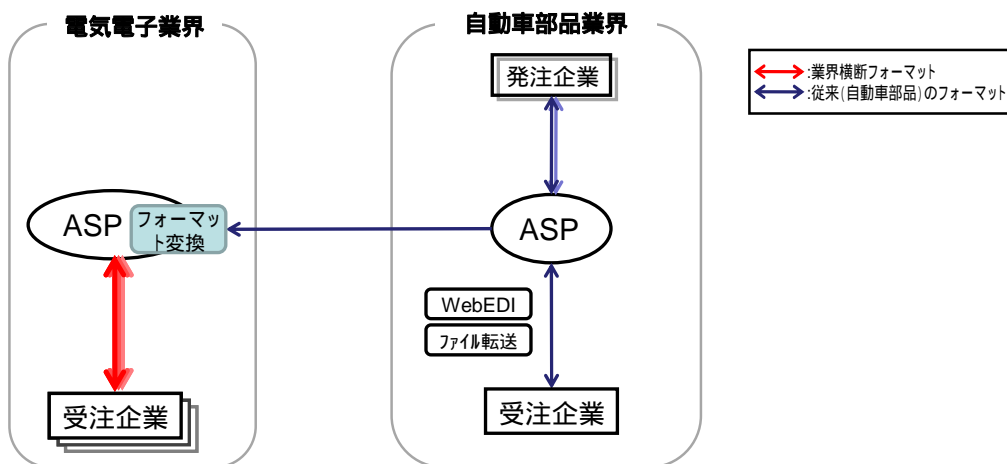 電気電子業界
自動車部品業界
発注企業
:業界横断フォーマット
:従来(自動車部品)のフォーマット
ASP
フォーマッ
ト変換
ASP
WebEDI
ファイル転送
受注企業
受注企業